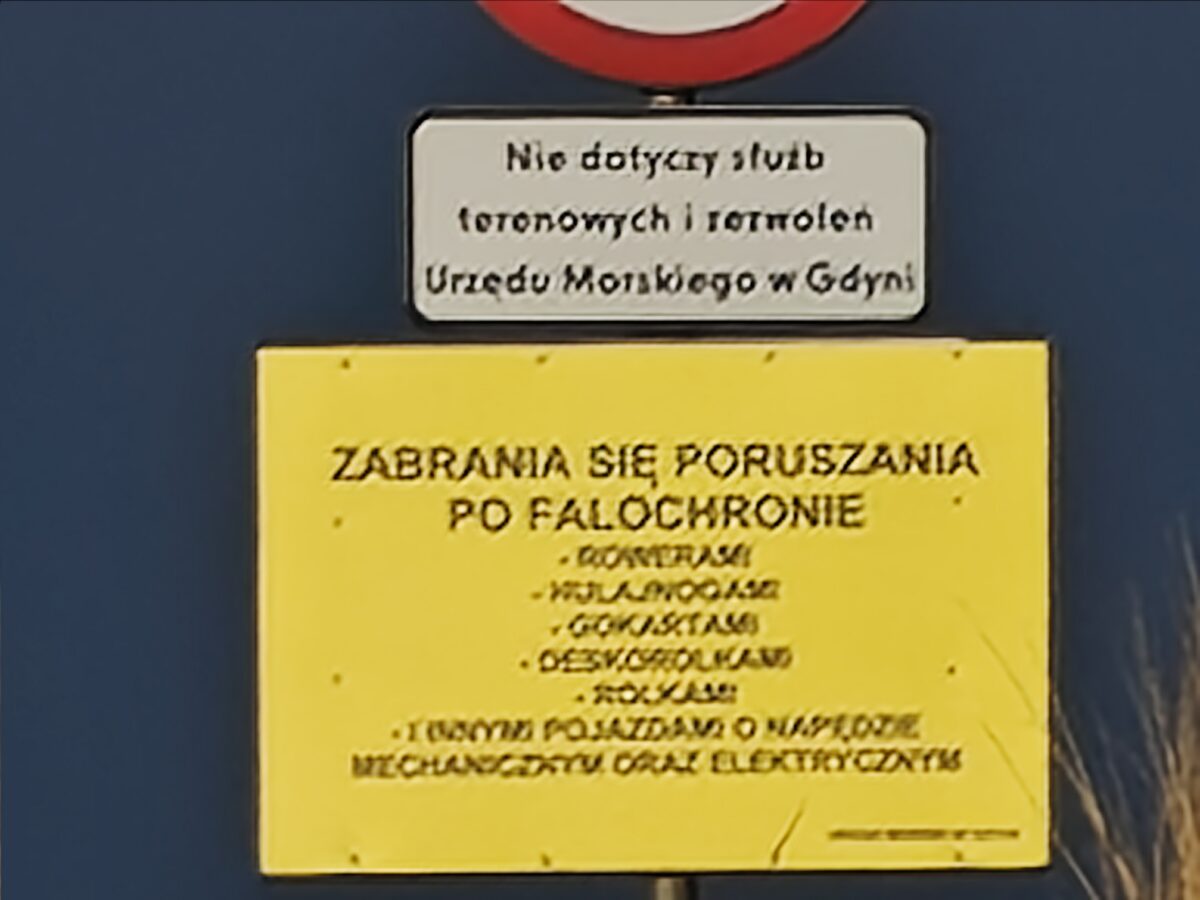 Nie dotyczy służb
terenowych i zezwoleń
Urzędu Morskiego w Gdyni
ZABRANIA SIĘ PORUSZANIA
PO FALOCHRONIE
- ROWERAMI
- HULAJNOGAMI
- GOKARTAMI
- DESKOROLKAMI
- ROLKAMI
- I INNYMI POJAZDAMI O NAPĘDZIE
MECHANICZNYM ORAZ ELEKTRYCZNYM